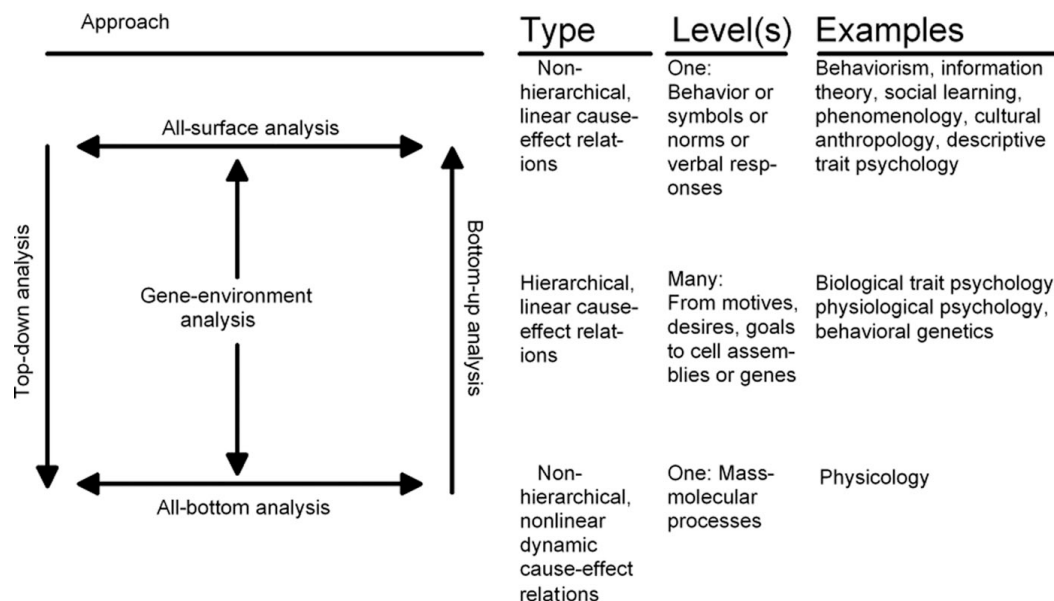 Approach
Type
Level(s)
Examples
All-surface analysis
Top-down analysis
Gene-environment
analysis
Bottom-up analysis
All-bottom analysis
Non-
hierarchical,
linear cause-
effect relat-
ions
One:
Behavior or
symbols or
norms or
verbal resp-
onses
Behaviorism, information
theory, social learning,
phenomenology, cultural
anthropology, descriptive
trait psychology
Hierarchical,
linear cause-
effect relat-
ions
Many:
From motives,
desires, goals
to cell assem-
blies or genes
Biological trait psychology
physiological psychology,
behavioral genetics
Non-
hierarchical,
nonlinear
dynamic
cause-effect
relations
One: Mass-
molecular
processes
Physicology